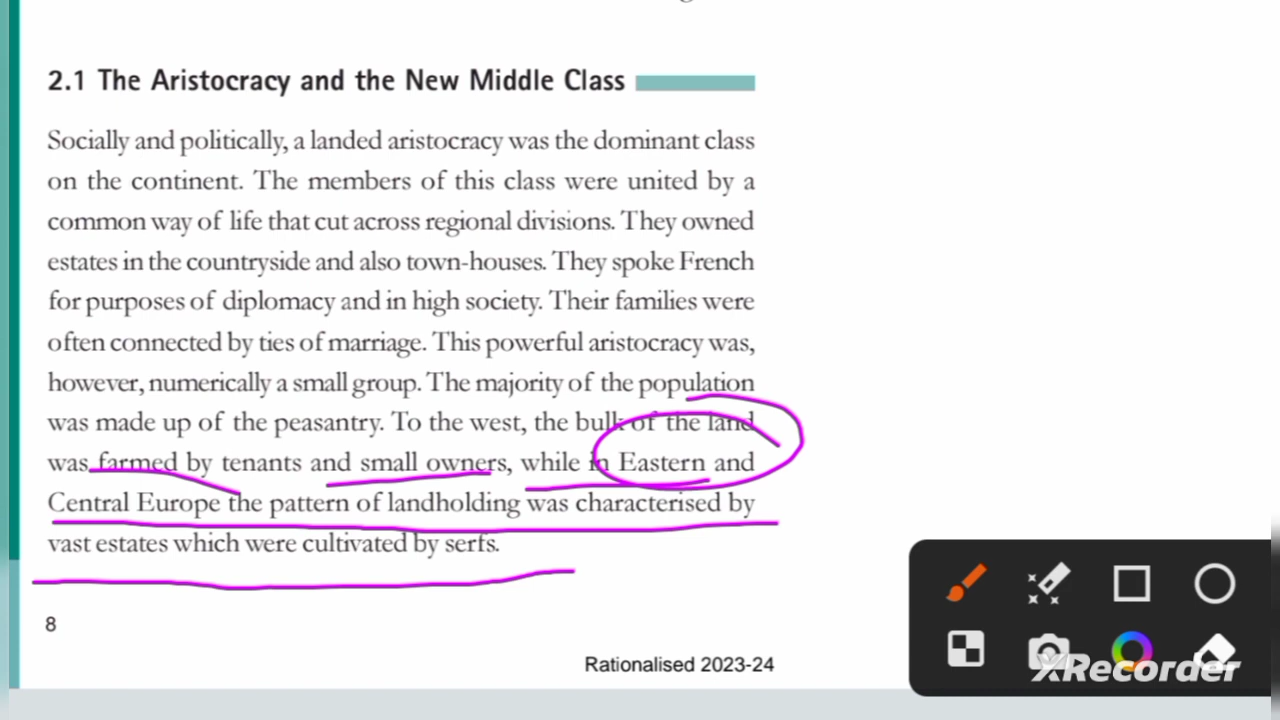 2.1 The Aristocracy and the New Middle Class
Socially and politically, a landed aristocracy was the dominant class
on the continent. The members of this class were united by a
common way of life that cut across regional divisions. They owned
estates in the countryside and also town-houses. They spoke French
for purposes of diplomacy and in high society. Their families were
often connected by ties of marriage. This powerful aristocracy was,
however, numerically a small group. The majority of the population
was made up of the peasantry. To the west, the bulk of the land
was farmed by tenants and small owners, while in Eastern and
Central Europe the pattern of landholding was characterised by
vast estates which were cultivated by serfs.
8
Rationalised 2023-24
XRecorder